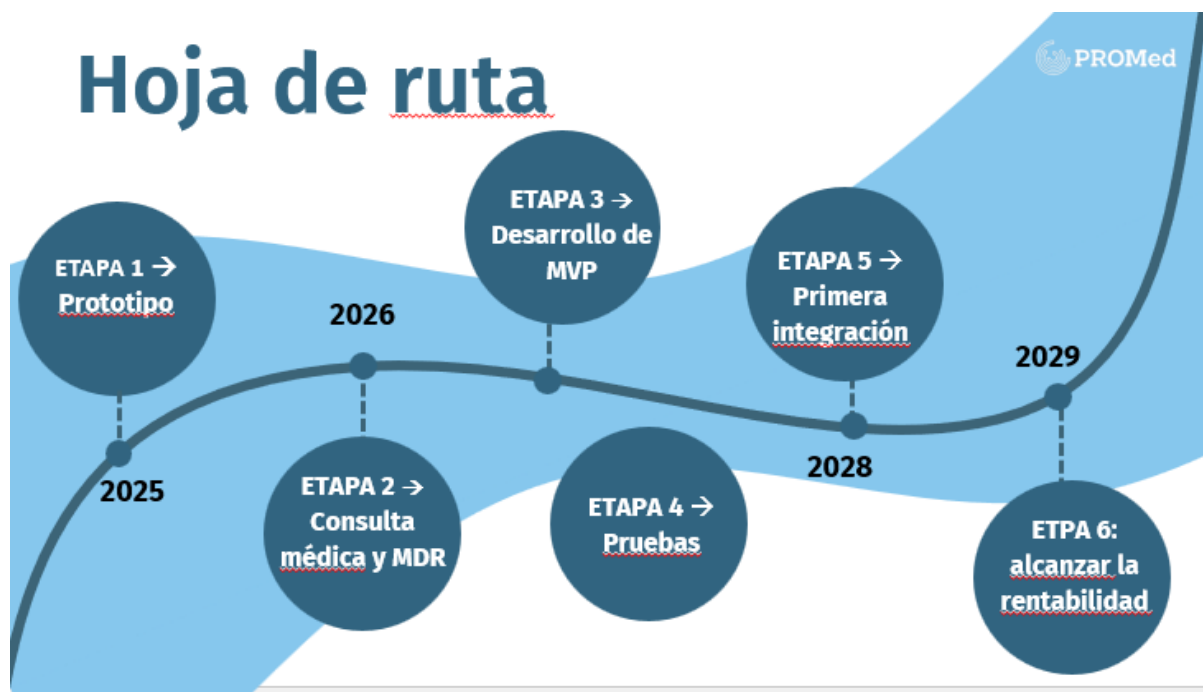 Hoja de ruta
PROMed
ETAPA 1 →
Prototipo
2025
2026
ETAPA 2 →
Consulta
médica y MDR
ETAPA 3 →
Desarrollo de
MVP
ETAPA 4 →
Pruebas
ETAPA 5 →
Primera
integración
2028
2029
ETPA 6:
alcanzar la
rentabilidad